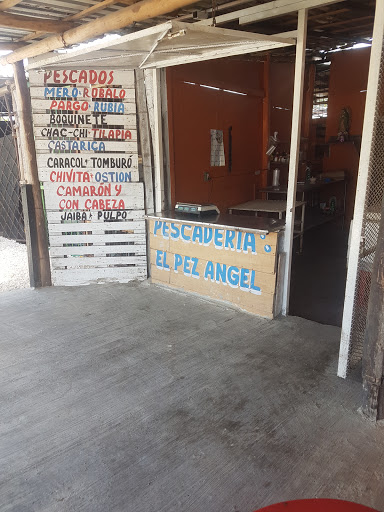 PESCADOS
MERO * ROBALO
PARGO * RUBIA
BOQUINETE
CHAC-CHI * TILAPIA
CASTARICA
CARACOL * TOMBURÓ
CHIVITA * OSTION
CAMARÓN Y
CON CABEZA
JAIBA * PULPO
PESCADERIA
EL PEZ ANGEL